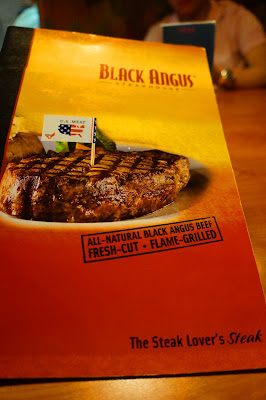 BLACK ANGUS
STEAKHOUSE
U.S. MEAT
ALL-NATURAL BLACK ANGUS BEEF
FRESH-CUT • FLAME-GRILLED
The Steak Lover's Steak